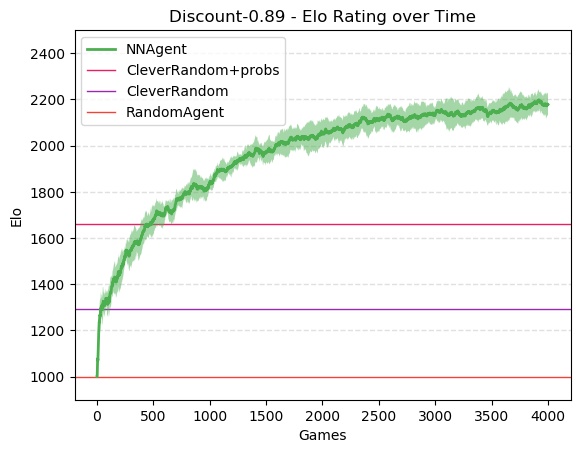 Discount-0.89 - Elo Rating over Time
NNAgent
CleverRandom+probs
CleverRandom
RandomAgent
Elo
2400
2200
2000
1800
1600
1400
1200
1000
0 500 1000 1500 2000 2500 3000 3500 4000
Games